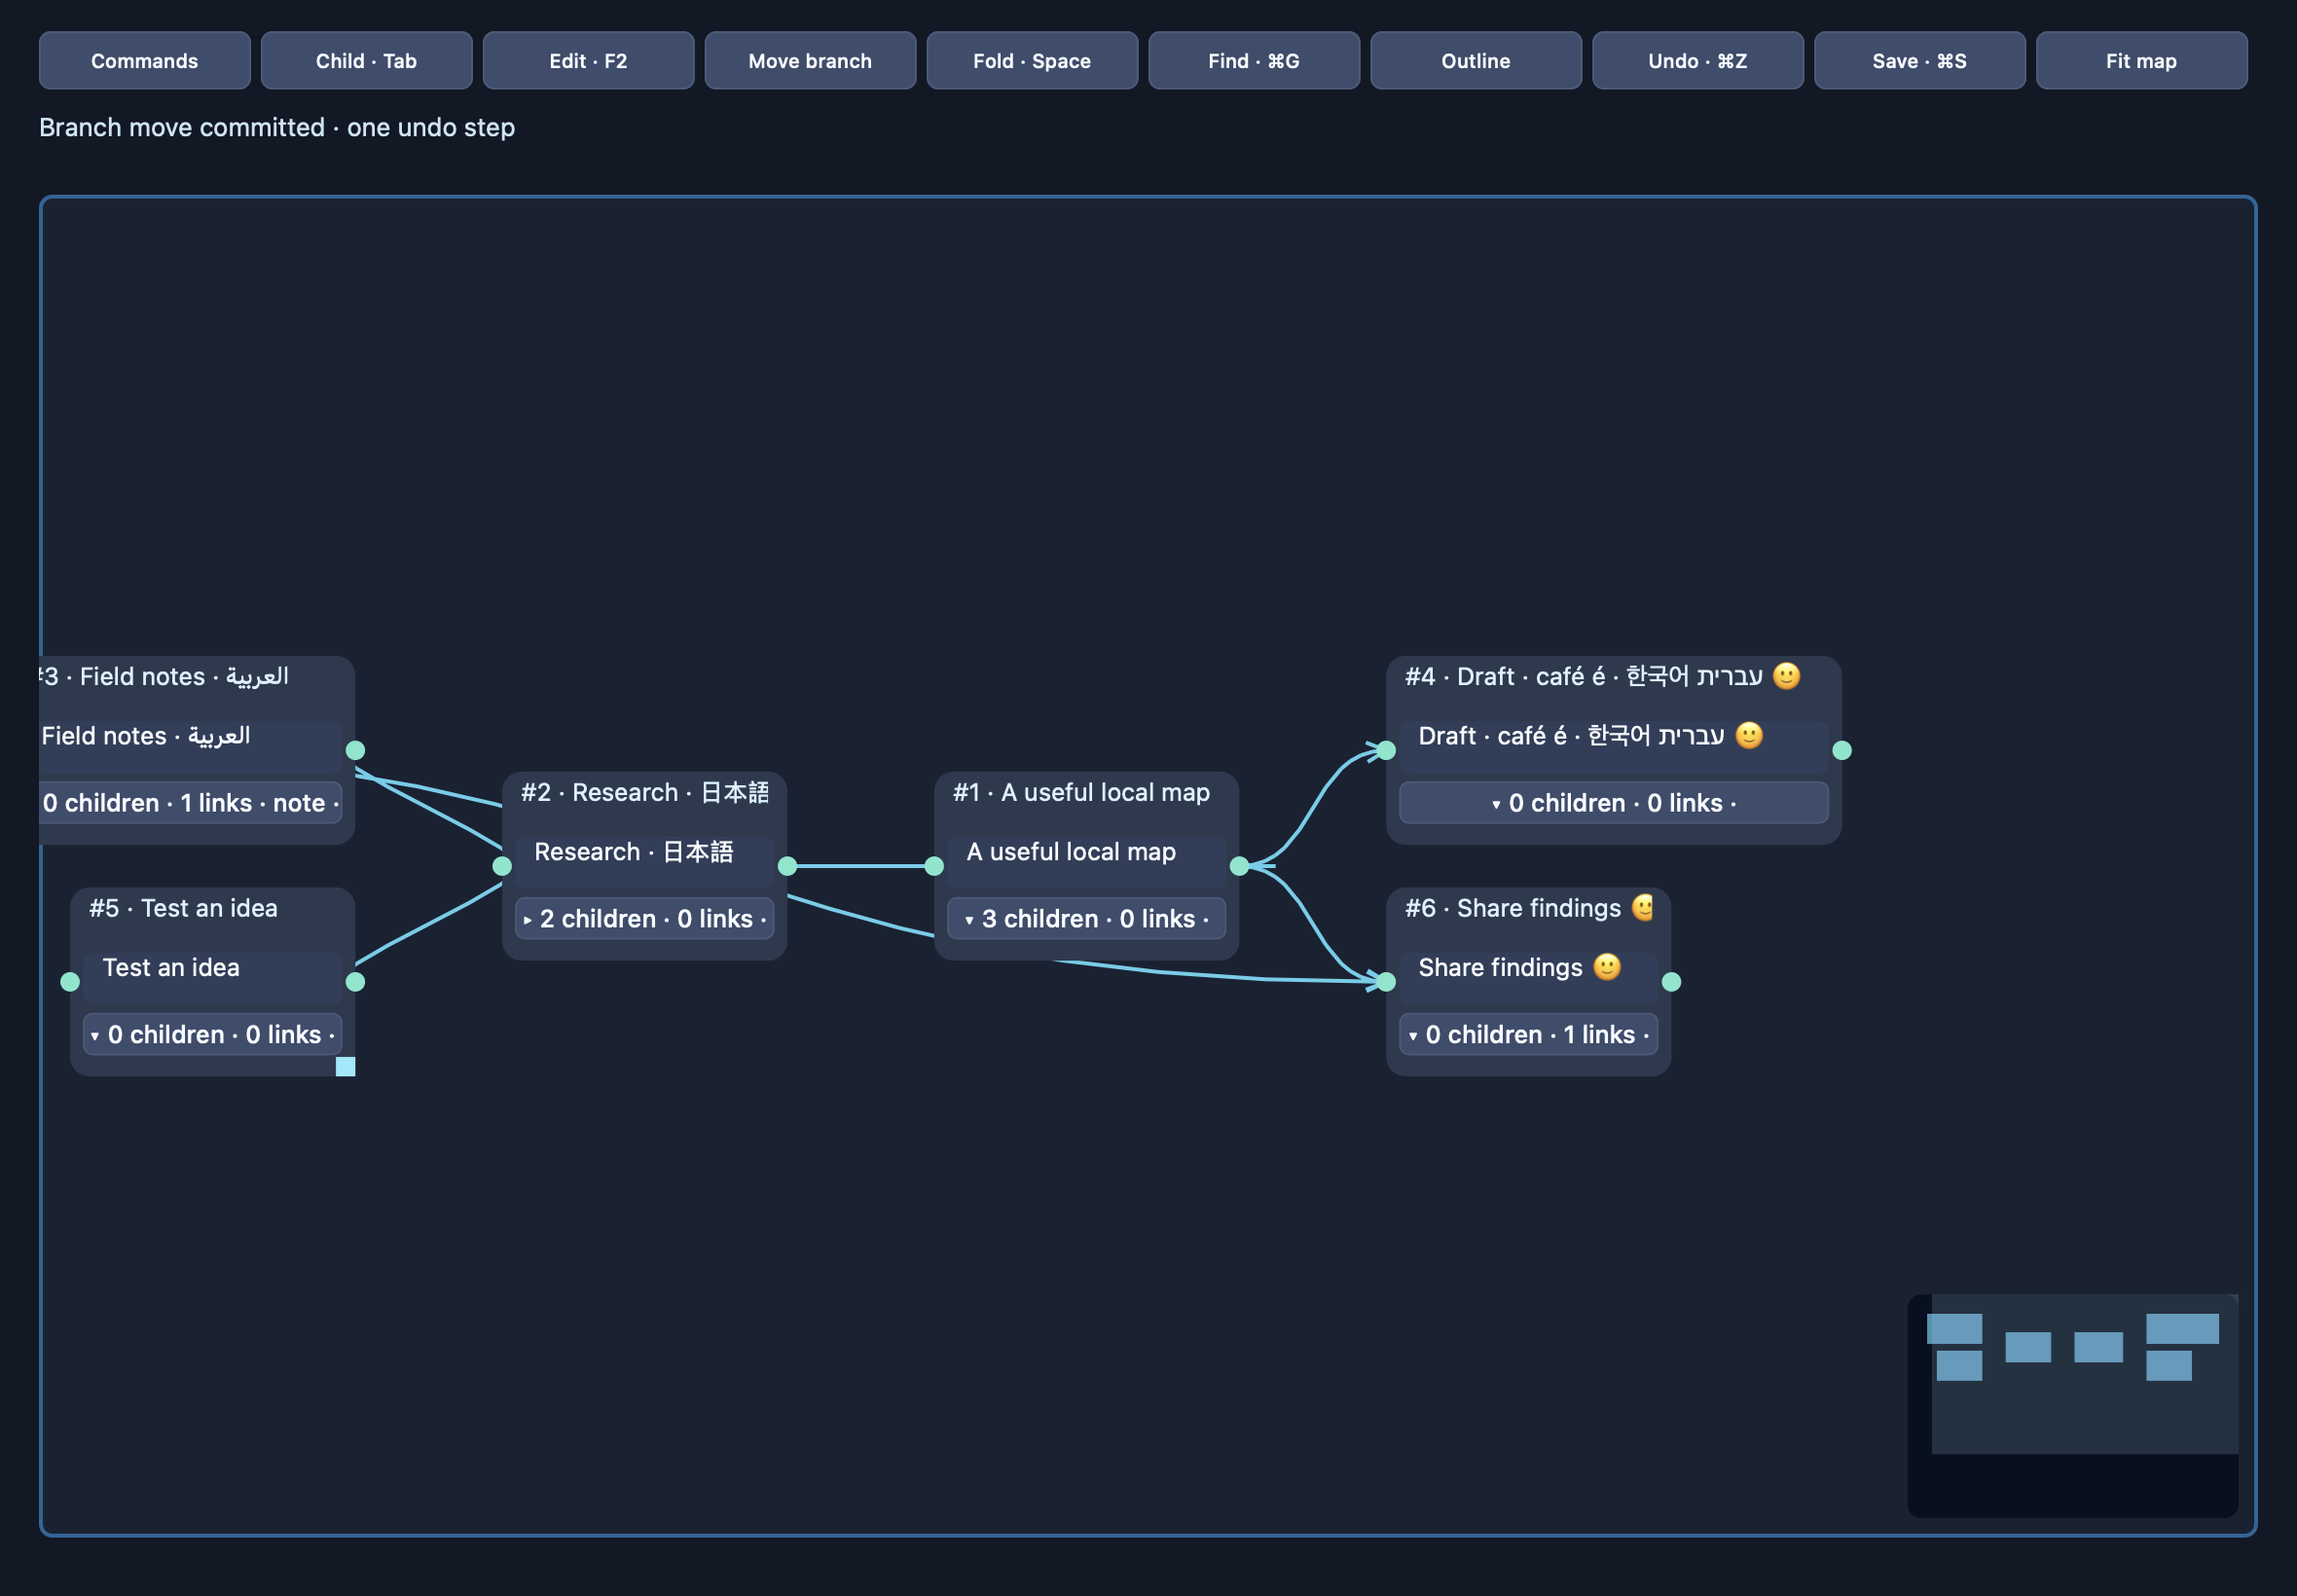 Commands
Child · Tab
Edit · F2
Move branch
Fold · Space
Find · ⌘G
Outline
Undo · ⌘Z
Save · ⌘S
Fit map
Branch move committed · one undo step
#3 · Field notes · العربية
Field notes · العربية
0 children · 1 links · note ·
#5 · Test an idea
Test an idea
▾ 0 children · 0 links ·
#2 · Research · 日本語
Research · 日本語
▸ 2 children · 0 links ·
#1 · A useful local map
A useful local map
▾ 3 children · 0 links ·
#4 · Draft · café é · 한국어 עברית 🙂
Draft · café é · 한국어 עברית 🙂
▾ 0 children · 0 links ·
#6 · Share findings 🙂
Share findings 🙂
▾ 0 children · 1 links ·